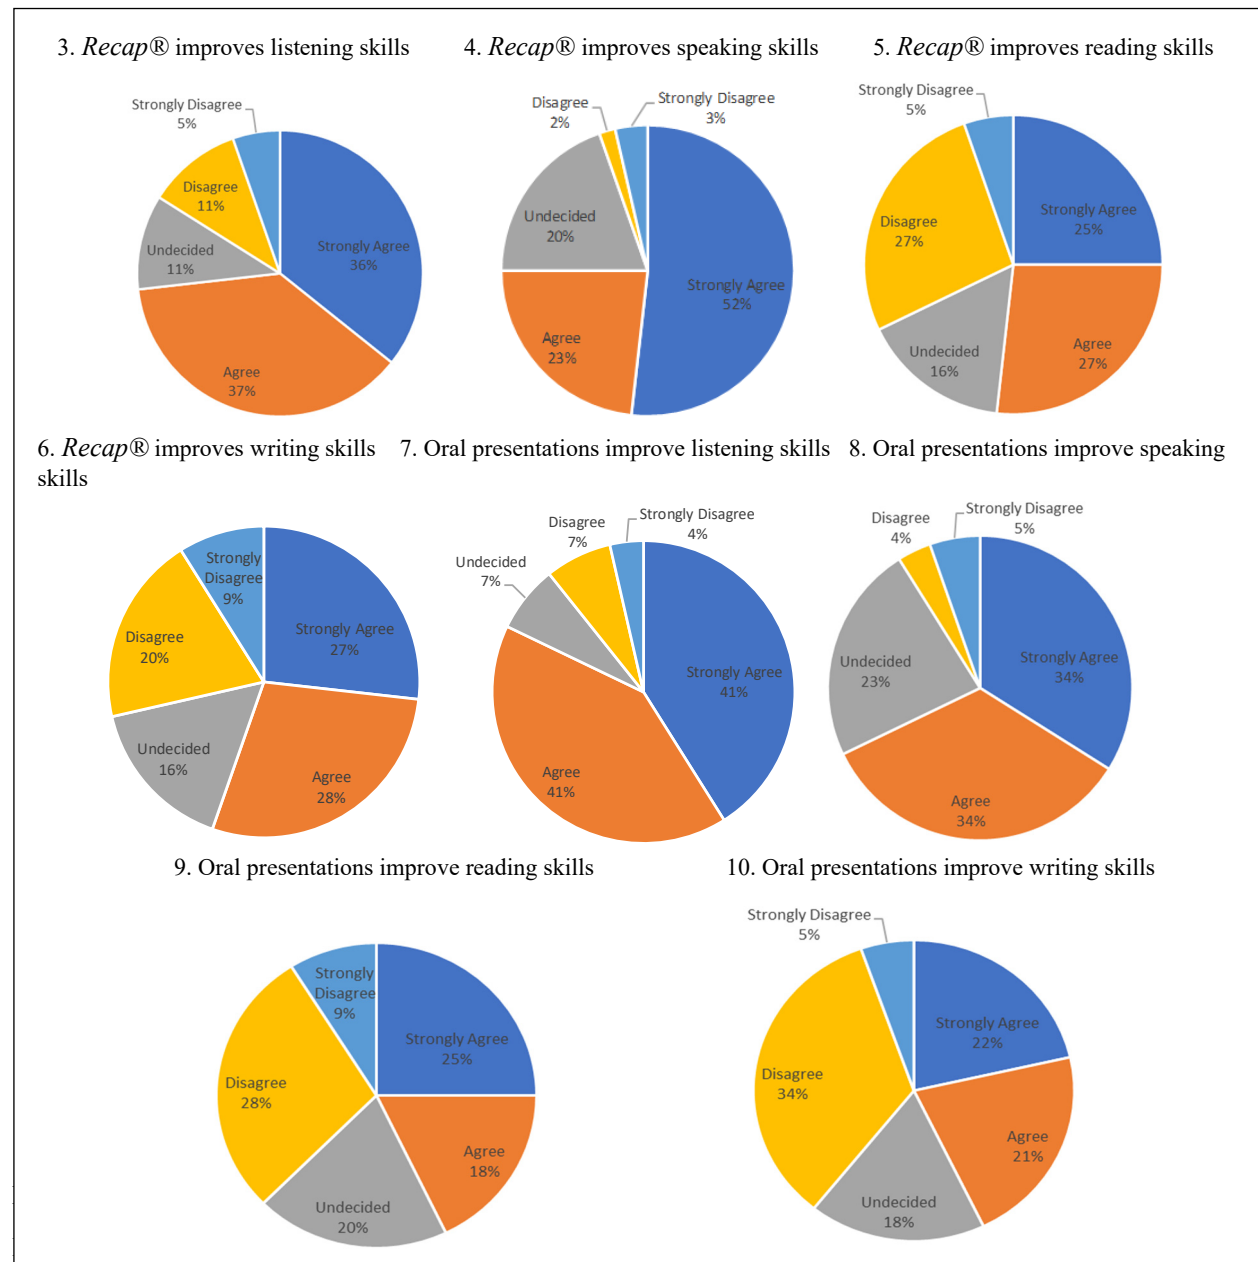 3. Recap® improves listening skills
4. Recap® improves speaking skills
5. Recap® improves reading skills
Strongly Disagree
5%
Disagree
11%
Undecided
11%
Strongly Agree
36%
Agree
37%
Disagree
2%
Strongly Disagree
3%
Undecided
20%
Strongly Agree
52%
Agree
23%
Strongly Disagree
5%
Strongly Agree
25%
Disagree
27%
Undecided
16%
Agree
27%
6. Recap® improves writing skills
7. Oral presentations improve listening skills
8. Oral presentations improve speaking
skills
Strongly
Disagree
9%
Strongly Agree
27%
Disagree
20%
Undecided
16%
Agree
28%
Disagree
7%
Strongly Disagree
4%
Undecided
7%
Strongly Agree
41%
Agree
41%
Disagree
4%
Strongly Disagree
5%
Undecided
23%
Strongly Agree
34%
Agree
34%
9. Oral presentations improve reading skills
10. Oral presentations improve writing skills
Strongly
Disagree
9%
Strongly Agree
25%
Disagree
28%
Agree
18%
Undecided
20%
Strongly Disagree
5%
Strongly Agree
22%
Disagree
34%
Agree
21%
Undecided
18%